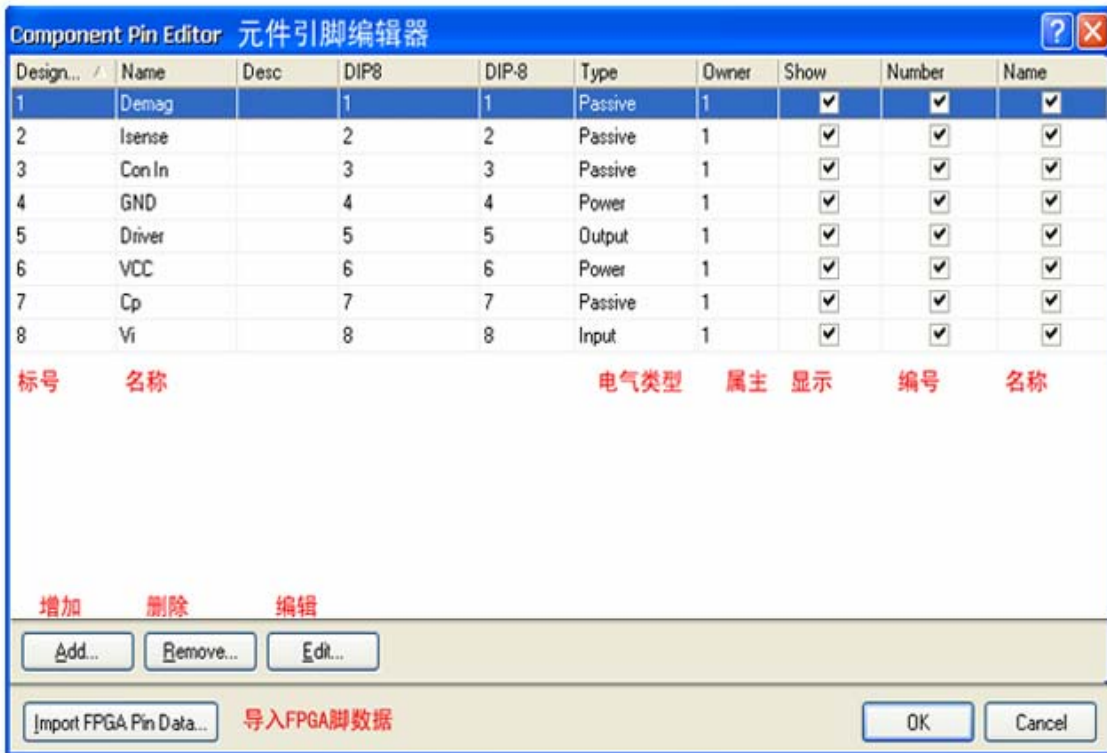 Component Pin Editor 元件引脚编辑器
Design... Name Desc DIP8 DIP-8 Type Owner Show Number Name
1 Demag 1 1 Passive 1
2 Isense 2 2 Passive 1
3 Con In 3 3 Passive 1
4 GND 4 4 Power 1
5 Driver 5 5 Output 1
6 VCC 6 6 Power 1
7 Cp 7 7 Passive 1
8 Vi 8 8 Input 1
标号 名称 电气类型 属主 显示 编号 名称
增加 删除 编辑
Add... Remove... Edit...
Import FPGA Pin Data... 导入FPGA脚数据 OK Cancel